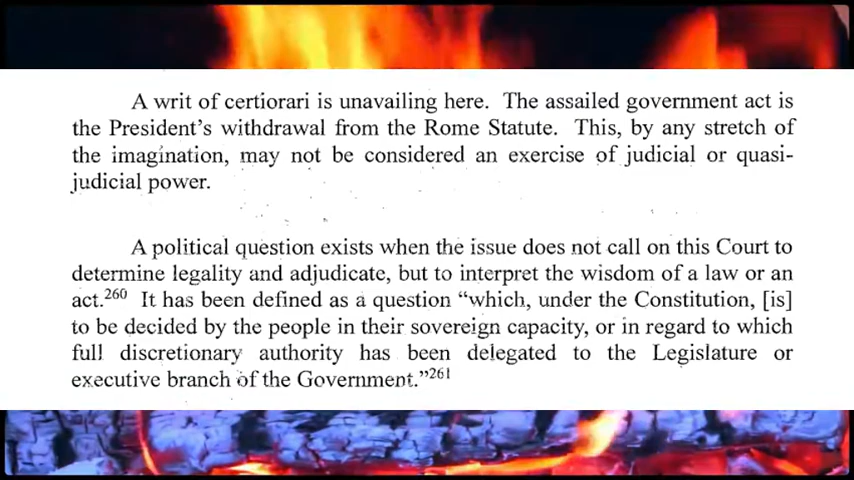 A writ of certiorari is unavailing here. The assailed government act is
the President's withdrawal from the Rome Statute. This, by any stretch of
the imagination, may not be considered an exercise of judicial or quasi-
judicial power.
A political question exists when the issue does not call on this Court to
determine legality and adjudicate, but to interpret the wisdom of a law or an
act.260 It has been defined as a question "which, under the Constitution, [is]
to be decided by the people in their sovereign capacity, or in regard to which
full discretionary authority has been delegated to the Legislature or
executive branch of the Government."261